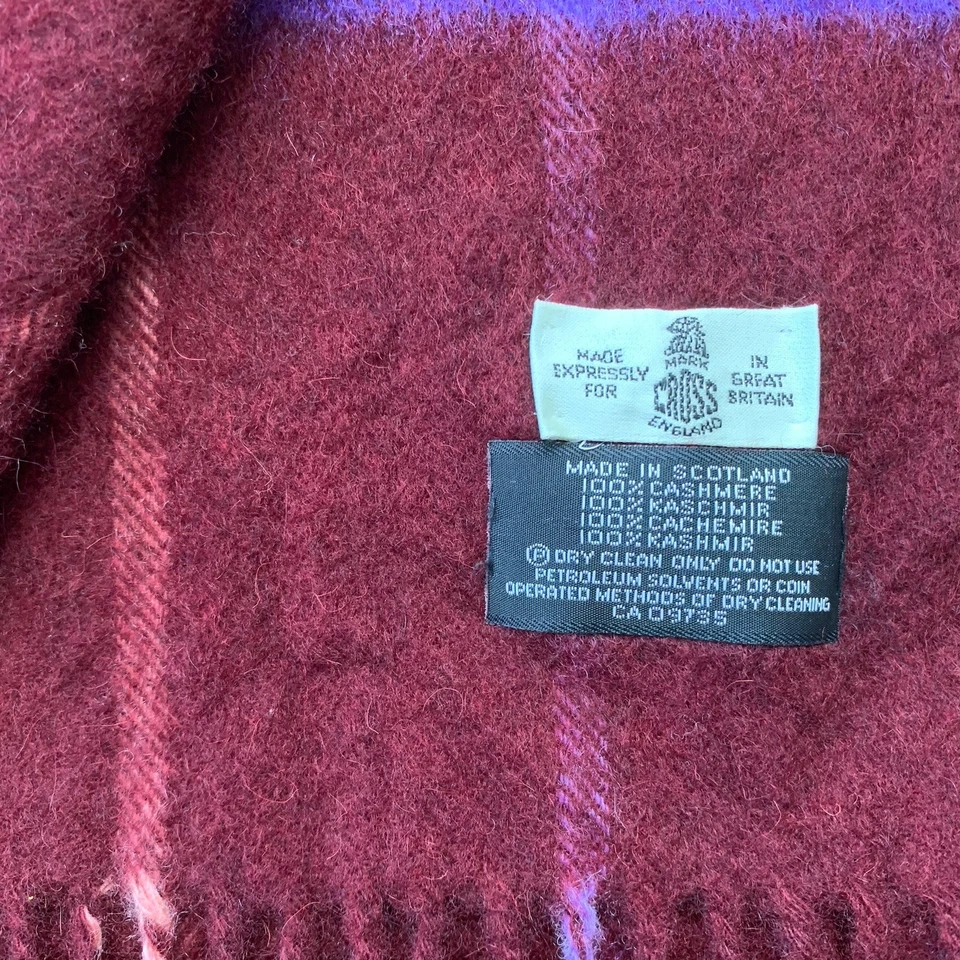 MADE
EXPRESSLY
FOR
MARK
CROSS
ENGLAND
IN
GREAT
BRITAIN
MADE IN SCOTLAND
100% CASHMERE
100% KASCHMIR
100% CACHEMIRE
100% KASHMIR
Ⓟ DRY CLEAN ONLY DO NOT USE
PETROLEUM SOLVENTS OR COIN
OPERATED METHODS OF DRY CLEANING
CA 09735